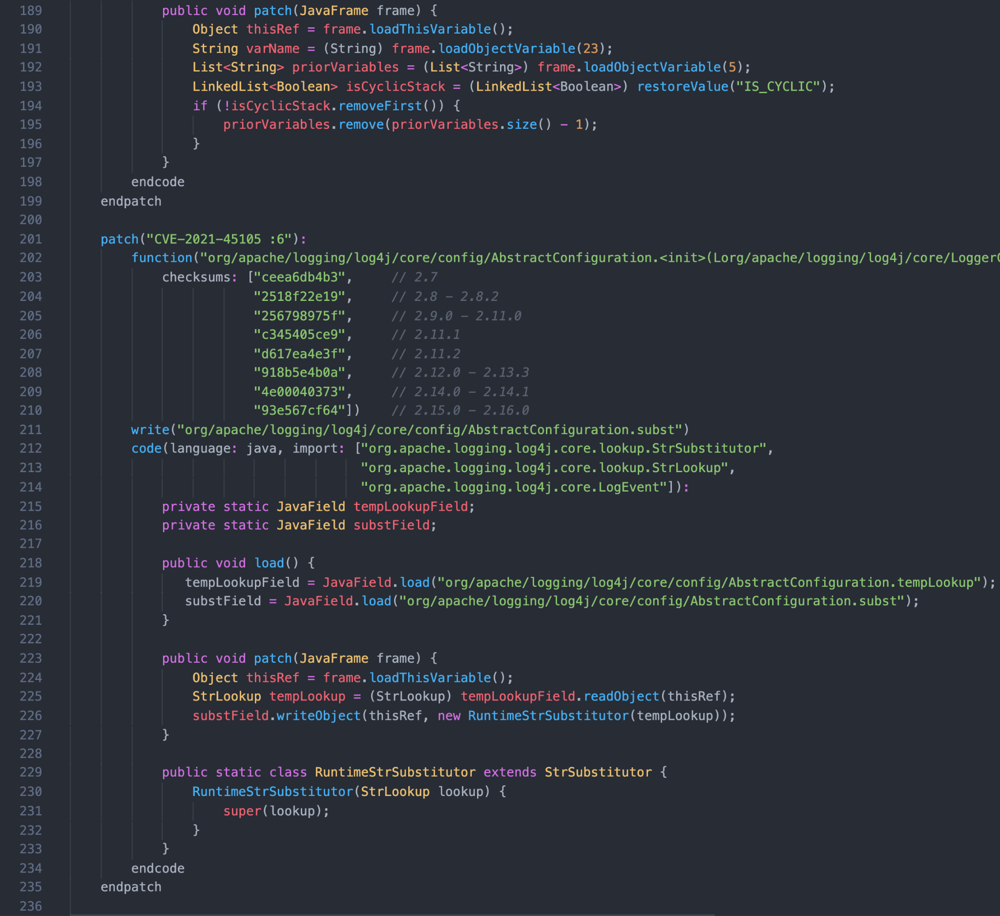 189 public void patch(JavaFrame frame) {
190 Object thisRef = frame.loadThisVariable();
191 String varName = (String) frame.loadObjectVariable(23);
192 List<String> priorVariables = (List<String>) frame.loadObjectVariable(5);
193 LinkedList<Boolean> isCyclicStack = (LinkedList<Boolean>) restoreValue("IS_CYCLIC");
194 if (!isCyclicStack.removeFirst()) {
195 priorVariables.remove(priorVariables.size() - 1);
196 }
197 }
198 endcode
199 endpatch
200
201 patch("CVE-2021-45105 :6"):
202 function("org/apache/logging/log4j/core/config/AbstractConfiguration.<init>(Lorg/apache/logging/log4j/core/Logger
203 checksums: ["ceea6db4b3", // 2.7
204 "2518f22e19", // 2.8 - 2.8.2
205 "256798975f", // 2.9.0 - 2.11.0
206 "c345405ce9", // 2.11.1
207 "d617ea4e3f", // 2.11.2
208 "918b5e4b0a", // 2.12.0 - 2.13.3
209 "4e00040373", // 2.14.0 - 2.14.1
210 "93e567cf64"]) // 2.15.0 - 2.16.0
211 write("org/apache/logging/log4j/core/config/AbstractConfiguration.subst")
212 code(language: java, import: ["org.apache.logging.log4j.core.lookup.StrSubstitutor",
213 "org.apache.logging.log4j.core.lookup.StrLookup",
214 "org.apache.logging.log4j.core.LogEvent"]):
215 private static JavaField tempLookupField;
216 private static JavaField substField;
217
218 public void load() {
219 tempLookupField = JavaField.load("org/apache/logging/log4j/core/config/AbstractConfiguration.tempLookup");
220 substField = JavaField.load("org/apache/logging/log4j/core/config/AbstractConfiguration.subst");
221 }
222
223 public void patch(JavaFrame frame) {
224 Object thisRef = frame.loadThisVariable();
225 StrLookup tempLookup = (StrLookup) tempLookupField.readObject(thisRef);
226 substField.writeObject(thisRef, new RuntimeStrSubstitutor(tempLookup));
227 }
228
229 public static class RuntimeStrSubstitutor extends StrSubstitutor {
230 RuntimeStrSubstitutor(StrLookup lookup) {
231 super(lookup);
232 }
233 }
234 endcode
235 endpatch
236